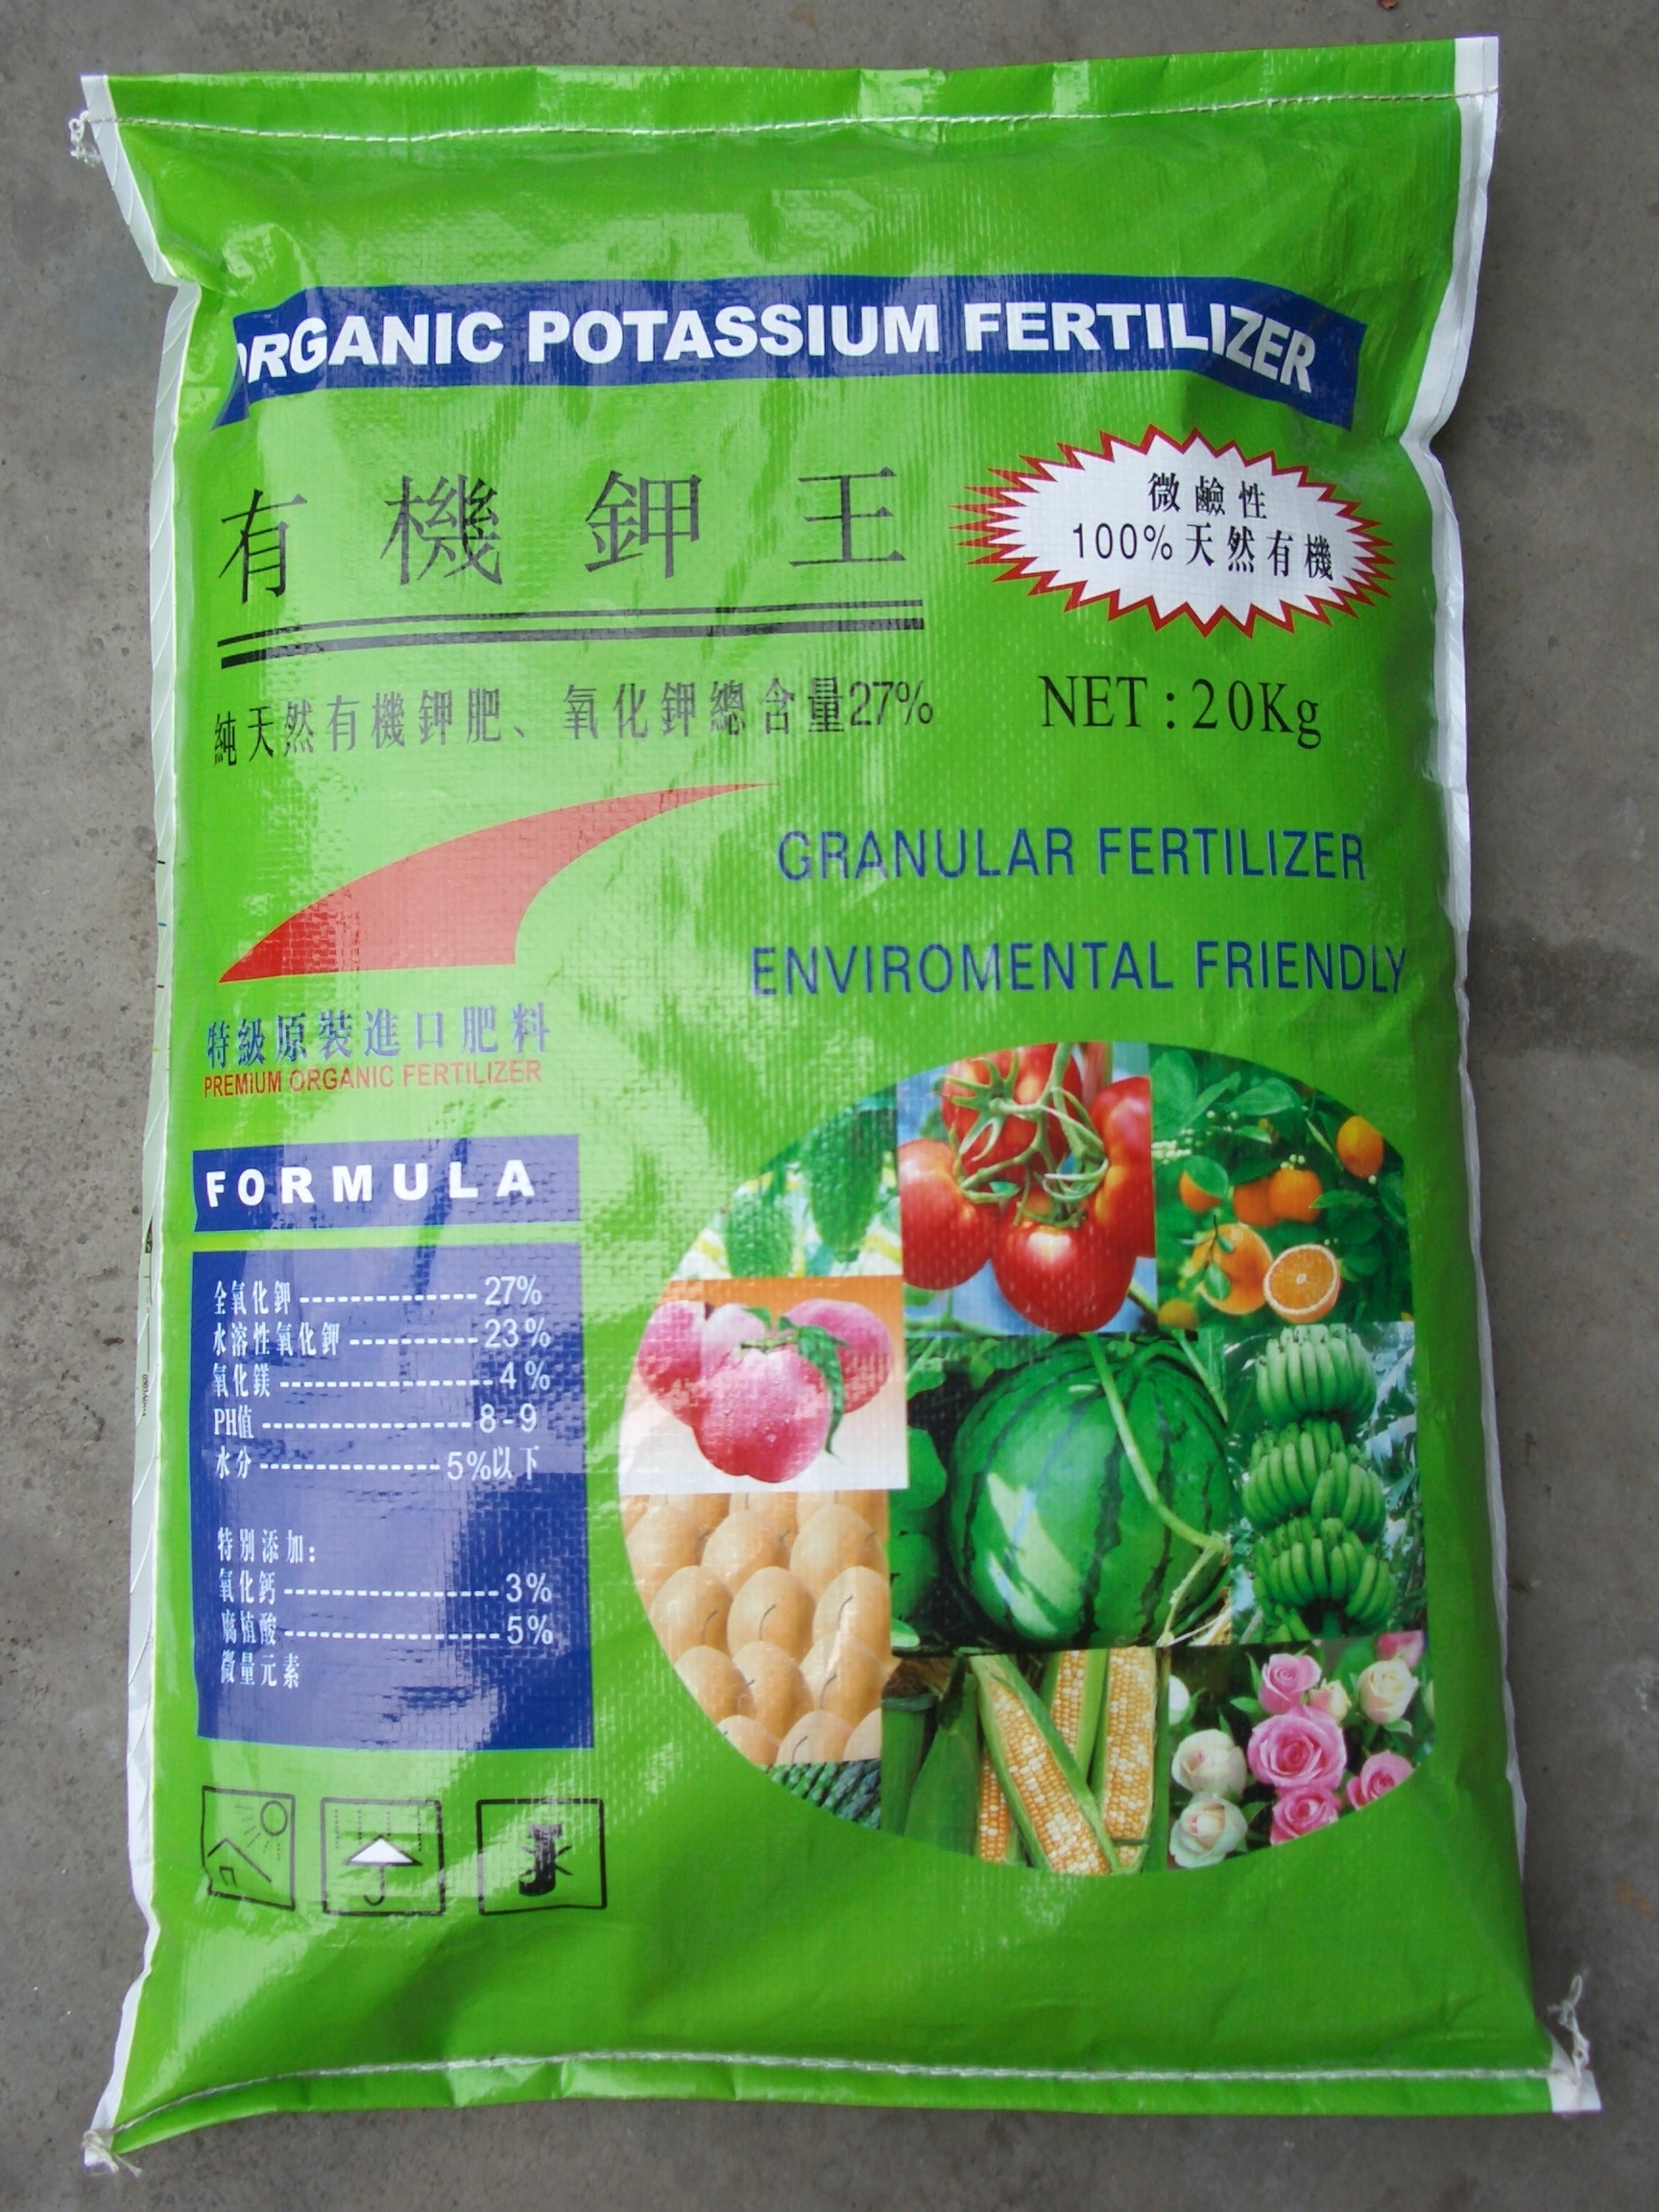 ORGANIC POTASSIUM FERTILIZER
有機鉀王
微鹼性
100%天然有機
純天然有機鉀肥、氧化鉀總含量27%
NET:20Kg
GRANULAR FERTILIZER
ENVIROMENTAL FRIENDLY
特級原裝進口肥料
PREMIUM ORGANIC FERTILIZER
FORMULA
全氧化鉀--------------27%
水溶性氧化鉀----------23%
氧化鎂-----------------4%
PH值-----------------8-9
水分---------------5%以下
特別添加:
氧化鈣-----------------3%
腐植酸-----------------5%
微量元素